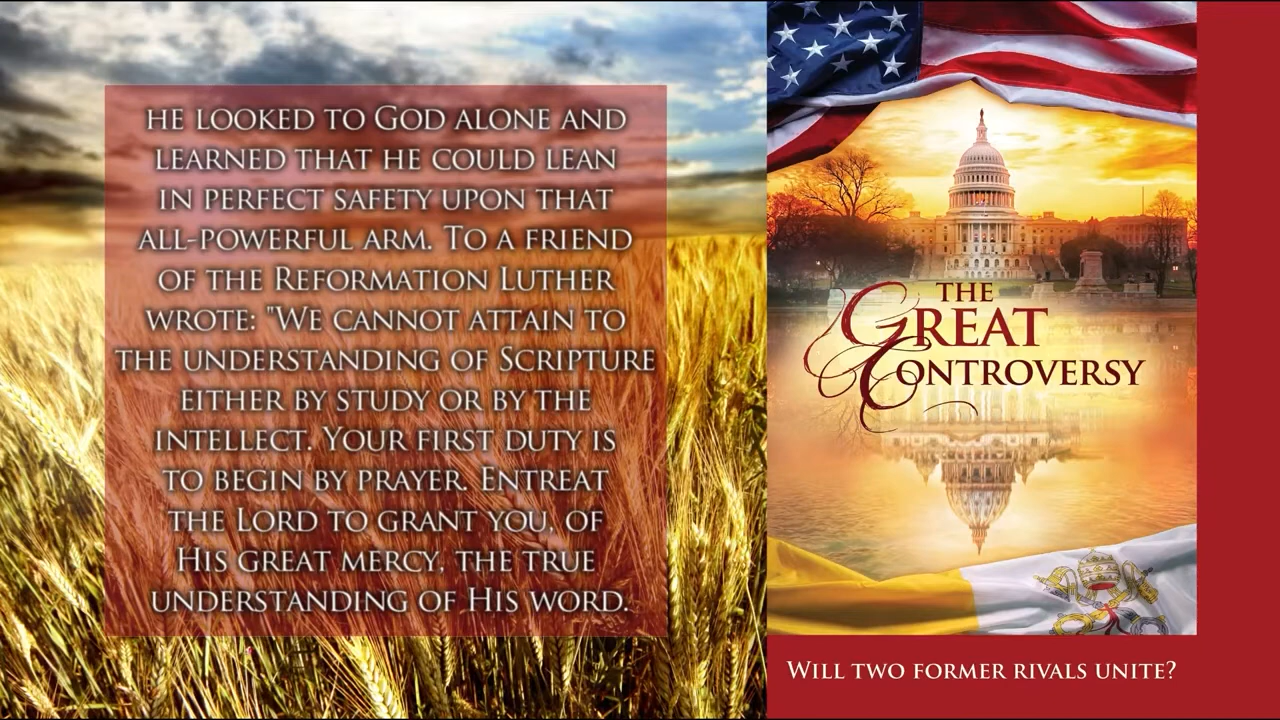 he looked to God alone and
learned that he could lean
in perfect safety upon that
all-powerful arm. To a friend
of the Reformation Luther
wrote: "We cannot attain to
the understanding of Scripture
either by study or by the
intellect. Your first duty is
to begin by prayer. Entreat
the Lord to grant you, of
His great mercy, the true
understanding of His word.
The
Great
Controversy
Will two former rivals unite?